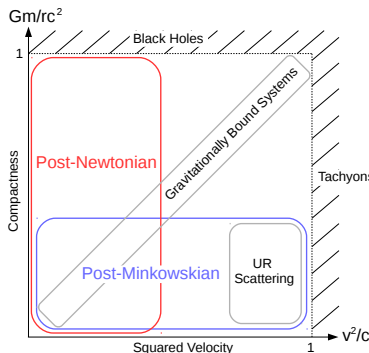 Gm/rc²
Black Holes
1
Gravitationally Bound Systems
Post-Newtonian
Tachyons
Compactness
Post-Minkowskian
UR
Scattering
Squared Velocity
1
v²/c